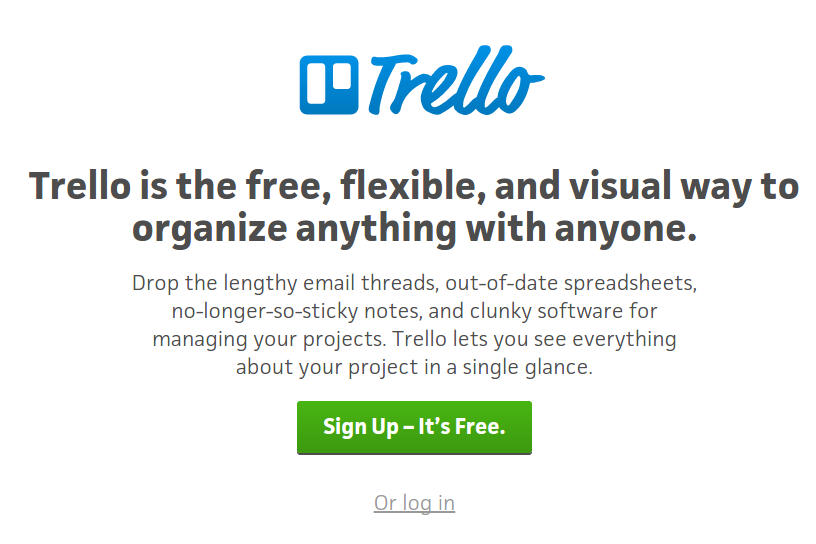 Trello
Trello is the free, flexible, and visual way to
organize anything with anyone.
Drop the lengthy email threads, out-of-date spreadsheets,
no-longer-so-sticky notes, and clunky software for
managing your projects. Trello lets you see everything
about your project in a single glance.
Sign Up – It’s Free.
Or log in